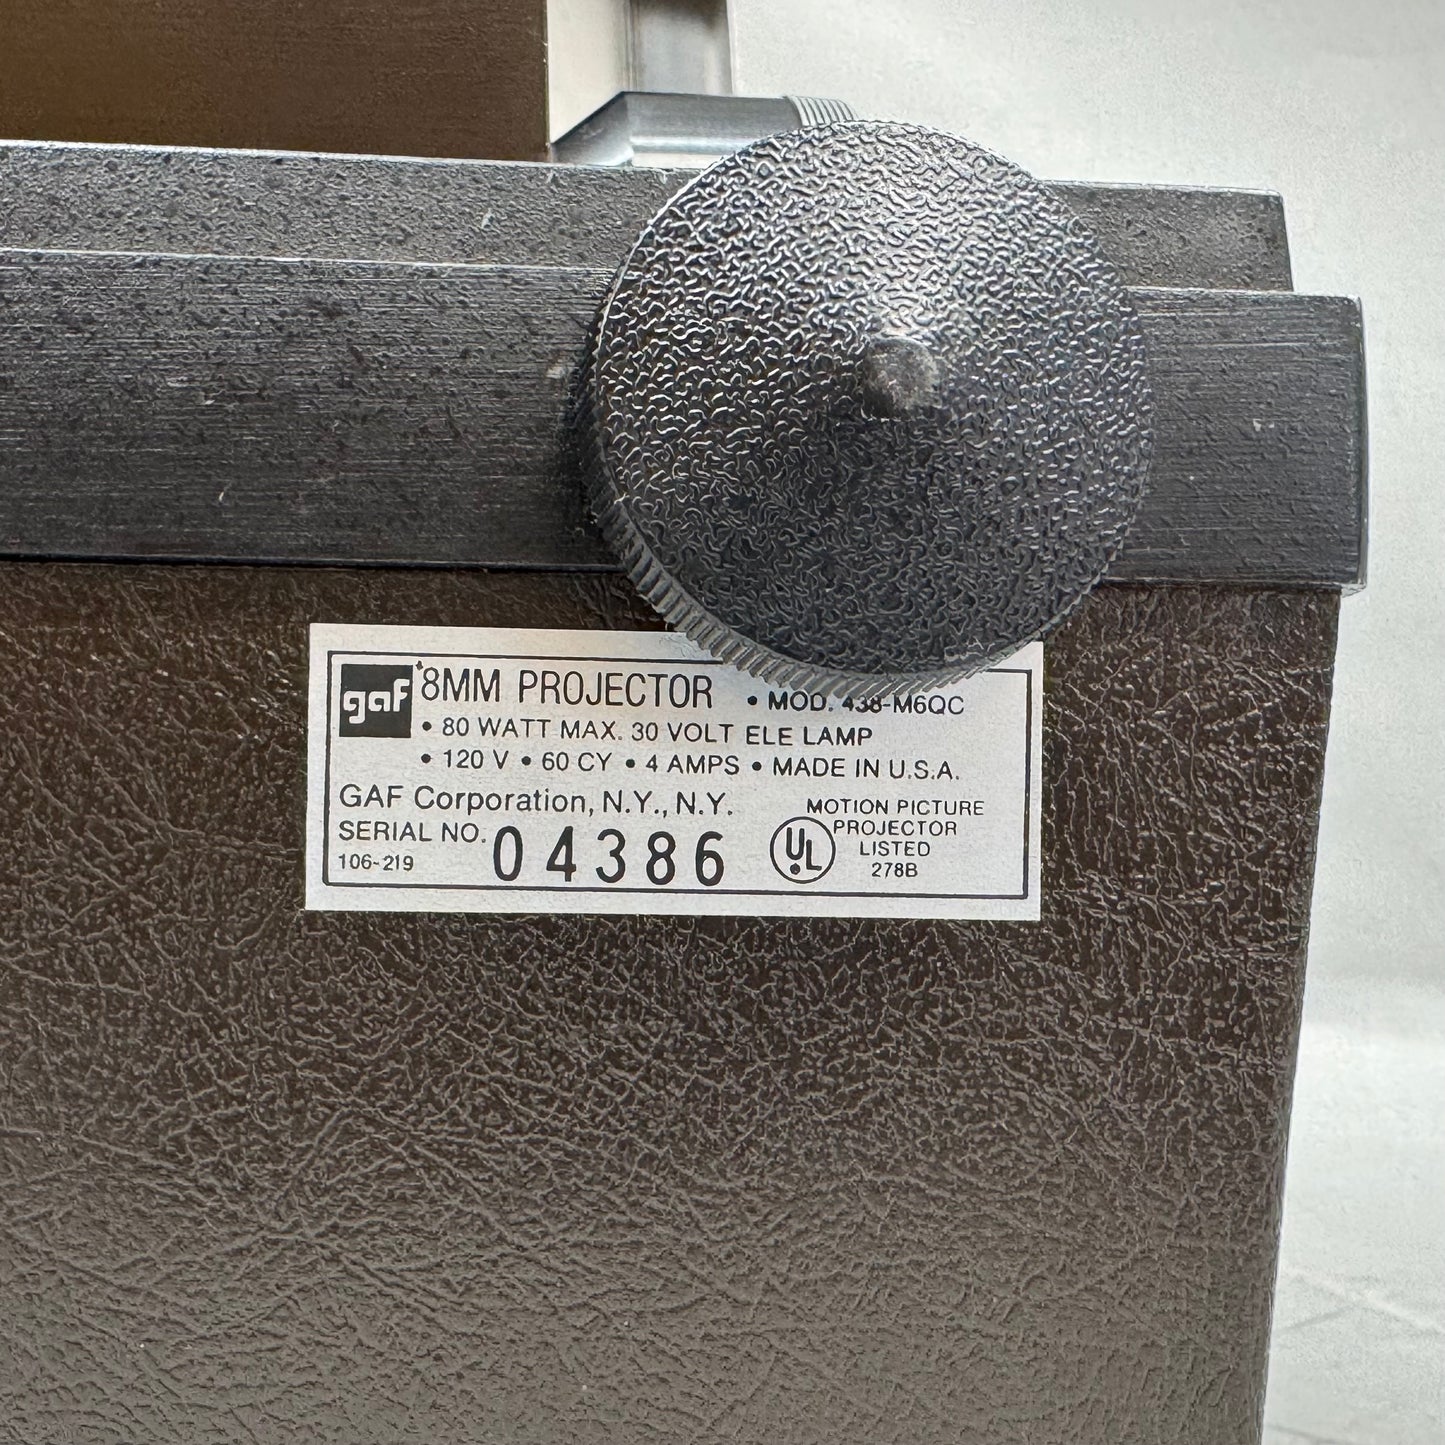 gaf 8MM PROJECTOR • MOD. 438-M6QC
• 80 WATT MAX. 30 VOLT ELE LAMP
• 120 V • 60 CY • 4 AMPS • MADE IN U.S.A.
GAF Corporation, N.Y., N.Y.
SERIAL NO. 04386
106-219
UL
MOTION PICTURE
PROJECTOR
LISTED
278B